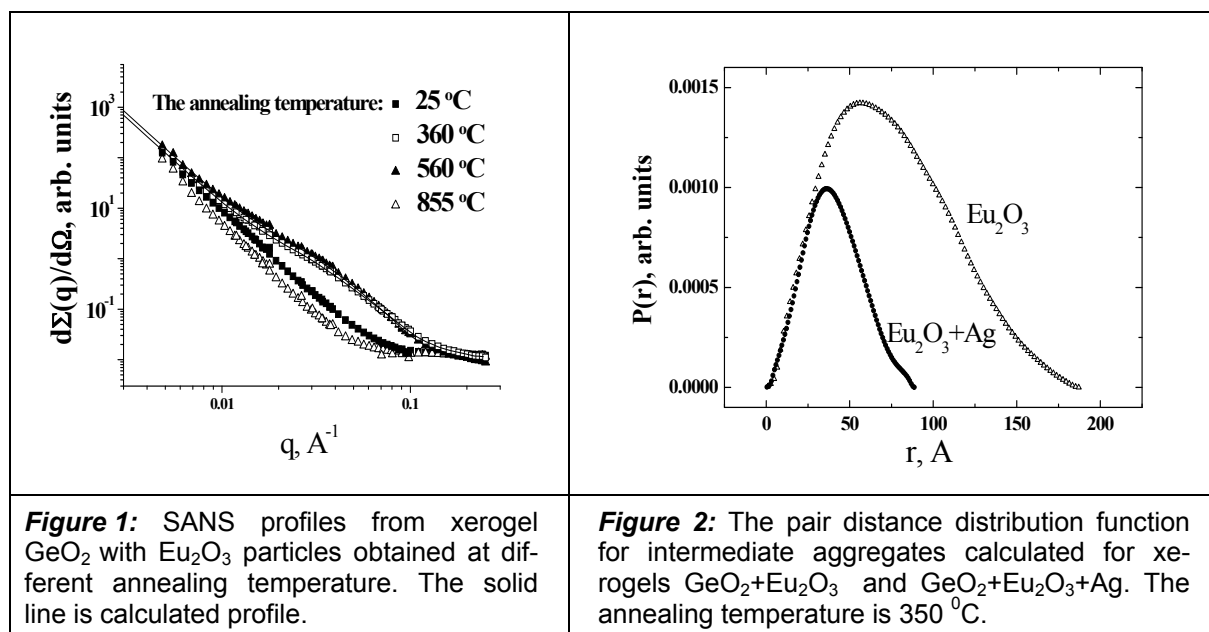 dΣ(q)/dΩ, arb. units
10³
10¹
10⁻¹
The annealing temperature: ■ 25 ºC
□ 360 ºC
▲ 560 ºC
△ 855 ºC
0.01 0.1
q, A⁻¹
P(r), arb. units
0.0015
0.0010
0.0005
0.0000
Eu₂O₃
Eu₂O₃+Ag
0 50 100 150 200
r, A
Figure 1: SANS profiles from xerogel
GeO₂ with Eu₂O₃ particles obtained at dif-
ferent annealing temperature. The solid
line is calculated profile.
Figure 2: The pair distance distribution function
for intermediate aggregates calculated for xe-
rogels GeO₂+Eu₂O₃ and GeO₂+Eu₂O₃+Ag. The
annealing temperature is 350 ⁰C.